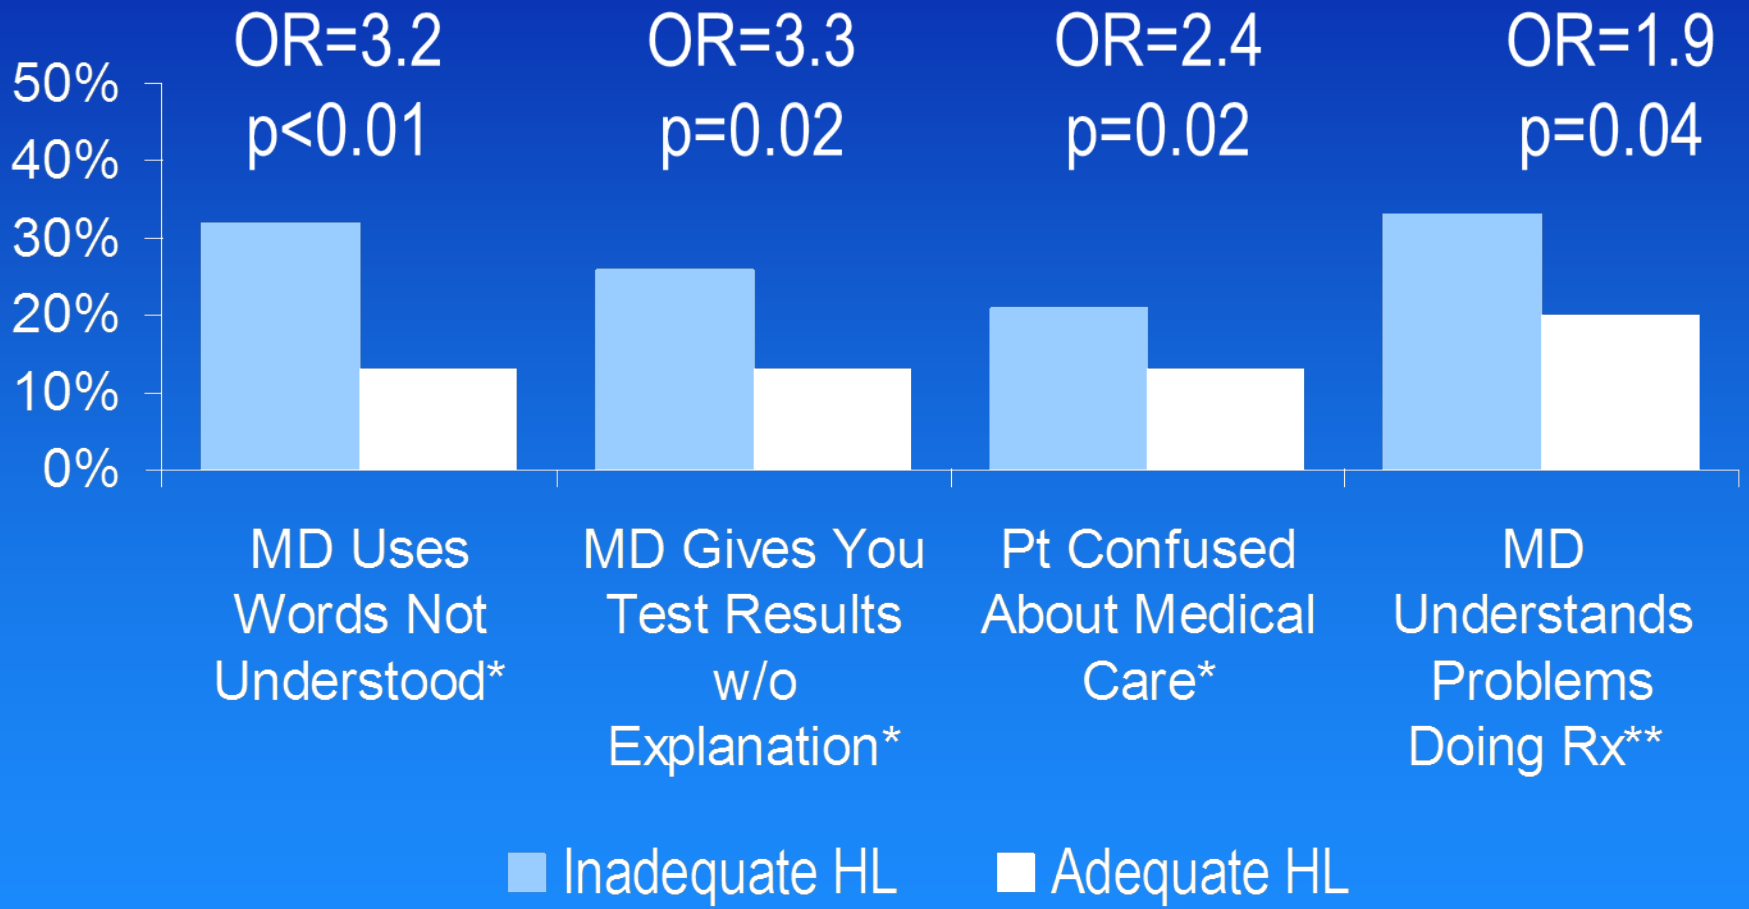 OR=3.2
p<0.01
OR=3.3
p=0.02
OR=2.4
p=0.02
OR=1.9
p=0.04
50%
40%
30%
20%
10%
0%
MD Uses
Words Not
Understood*
MD Gives You
Test Results
w/o
Explanation*
Pt Confused
About Medical
Care*
MD
Understands
Problems
Doing Rx**
Inadequate HL
Adequate HL